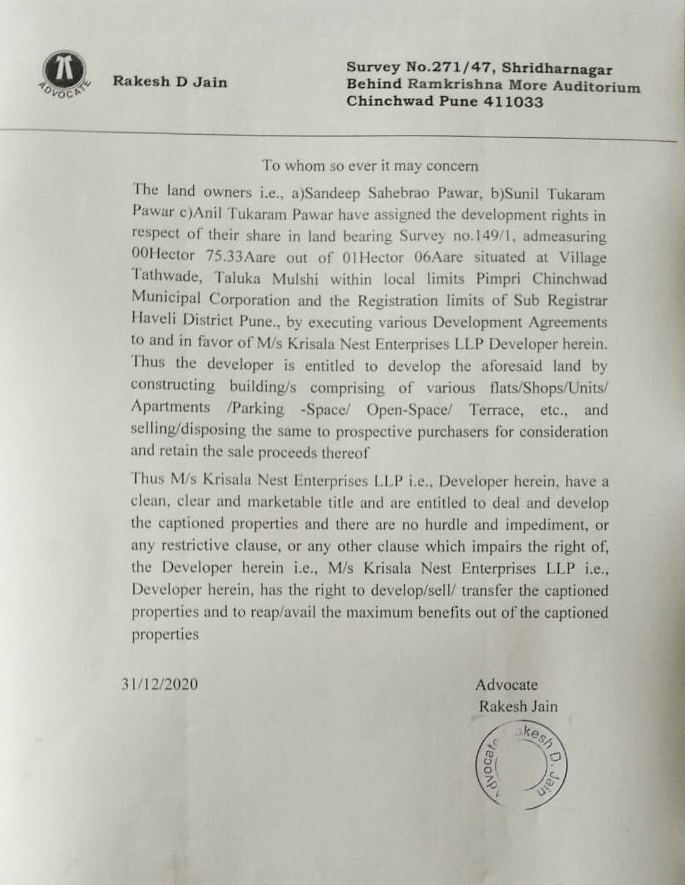 ADVOCATE
Rakesh D Jain
Survey No.271/47, Shridharnagar
Behind Ramkrishna More Auditorium
Chinchwad Pune 411033
To whom so ever it may concern
The land owners i.e., a)Sandeep Sahebrao Pawar, b)Sunil Tukaram
Pawar c)Anil Tukaram Pawar have assigned the development rights in
respect of their share in land bearing Survey no.149/1, admeasuring
00Hector 75.33Aare out of 01Hector 06Aare situated at Village
Tathwade, Taluka Mulshi within local limits Pimpri Chinchwad
Municipal Corporation and the Registration limits of Sub Registrar
Haveli District Pune., by executing various Development Agreements
to and in favor of M/s Krisala Nest Enterprises LLP Developer herein.
Thus the developer is entitled to develop the aforesaid land by
constructing building/s comprising of various flats/Shops/Units/
Apartments /Parking -Space/ Open-Space/ Terrace, etc., and
selling/disposing the same to prospective purchasers for consideration
and retain the sale proceeds thereof
Thus M/s Krisala Nest Enterprises LLP i.e., Developer herein, have a
clean, clear and marketable title and are entitled to deal and develop
the captioned properties and there are no hurdle and impediment, or
any restrictive clause, or any other clause which impairs the right of,
the Developer herein i.e., M/s Krisala Nest Enterprises LLP i.e.,
Developer herein, has the right to develop/sell/ transfer the captioned
properties and to reap/avail the maximum benefits out of the captioned
properties
31/12/2020
Advocate
Rakesh Jain
Advocate Rakesh D. Jain